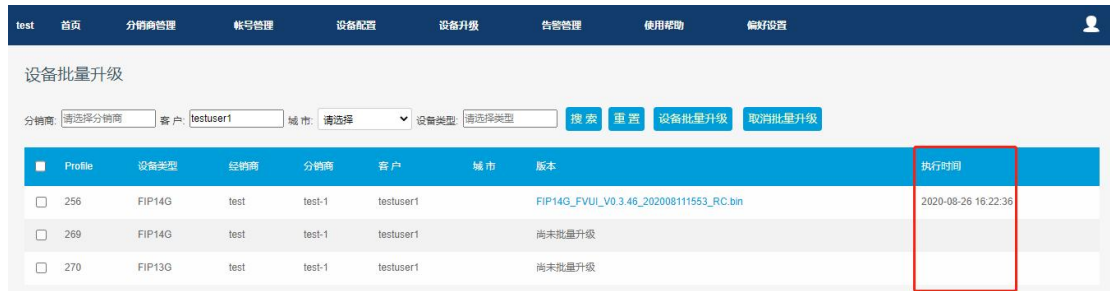 test 首页 分销商管理 帐号管理 设备配置 设备升级 告警管理 使用帮助 偏好设置
设备批量升级
分销商: 请选择分销商 客户: testuser1 城市: 请选择 设备类型: 请选择类型 搜索 重置 设备批量升级 取消批量升级
Profile 设备类型 经销商 分销商 客户 城市 版本 执行时间
256 FIP14G test test-1 testuser1 FIP14G_FVUI_V0.3.46_202008111553_RC.bin 2020-08-26 16:22:36
269 FIP14G test test-1 testuser1 尚未批量升级
270 FIP13G test test-1 testuser1 尚未批量升级